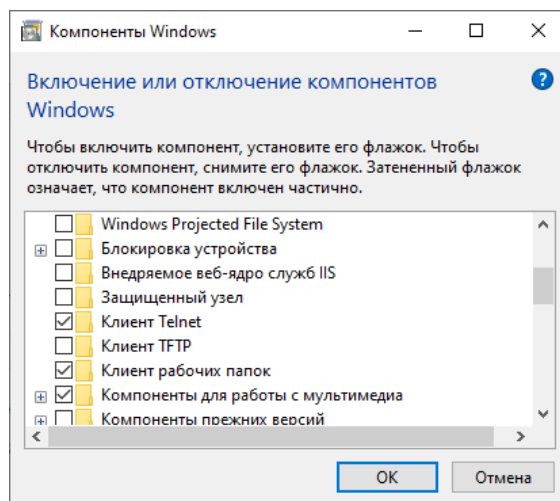 Компоненты Windows
Включение или отключение компонентов
Windows
Чтобы включить компонент, установите его флажок. Чтобы
отключить компонент, снимите его флажок. Затененный флажок
означает, что компонент включен частично.
Windows Projected File System
Блокировка устройства
Внедряемое веб-ядро служб IIS
Защищенный узел
Клиент Telnet
Клиент TFTP
Клиент рабочих папок
Компоненты для работы с мультимедиа
Компоненты прежних версий
OK
Отмена